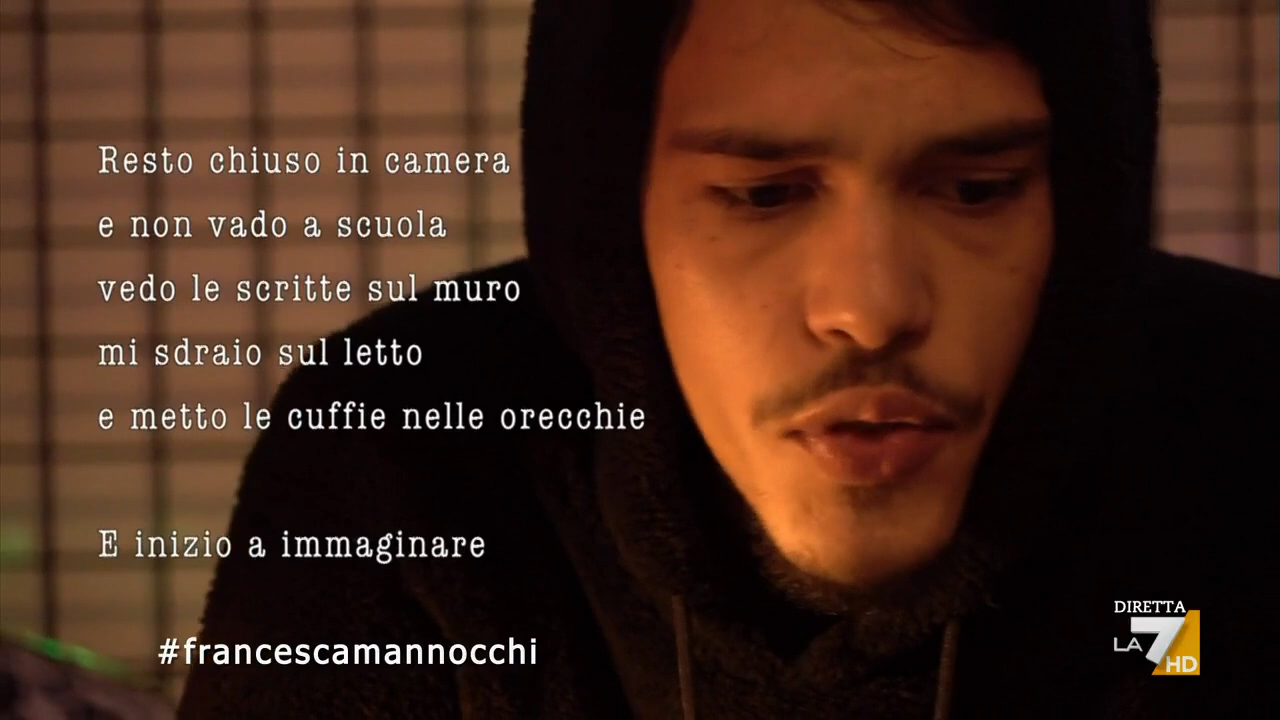 Resto chiuso in camera
e non vado a scuola
vedo le scritte sul muro
mi sdraio sul letto
e metto le cuffie nelle orecchie
E inizio a immaginare
#francescamannocchi
DIRETTA
LA7
HD